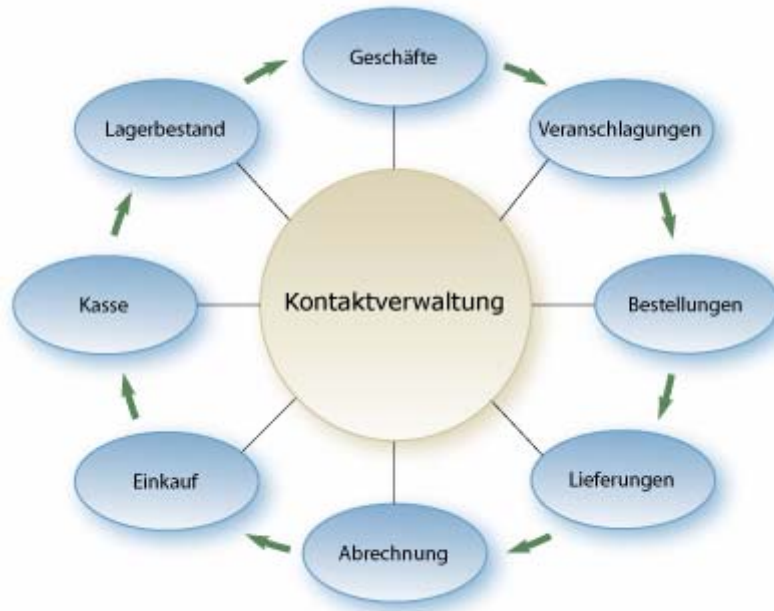 Geschäfte
Veranschlagungen
Bestellungen
Lieferungen
Abrechnung
Einkauf
Kasse
Lagerbestand
Kontaktverwaltung